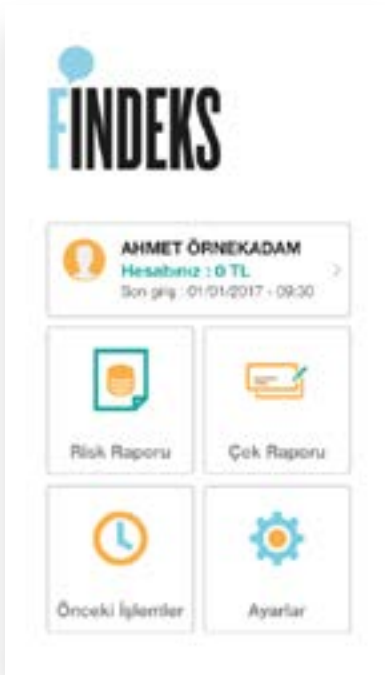 FINDEKS
AHMET ÖRNEKADAM
Hesabınız : 0 TL
Son giriş : 01/01/2017 - 09:30
Risk Raporu
Çek Raporu
Önceki İşlemler
Ayarlar